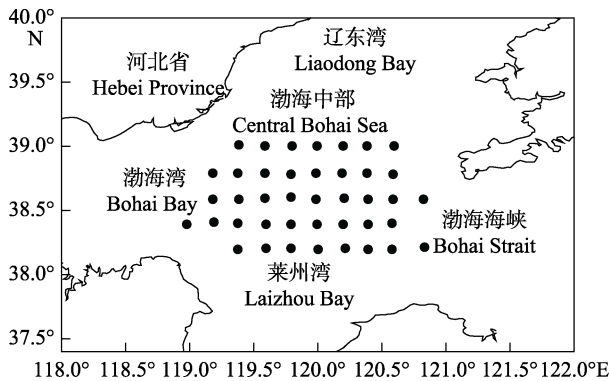 40.0°
N
39.5°
39.0°
38.5°
38.0°
37.5°
辽东湾
Liaodong Bay
河北省
Hebei Province
渤海中部
Central Bohai Sea
渤海湾
Bohai Bay
渤海海峡
Bohai Strait
莱州湾
Laizhou Bay
118.0° 118.5° 119.0° 119.5° 120.0° 120.5° 121.0° 121.5° 122.0°E